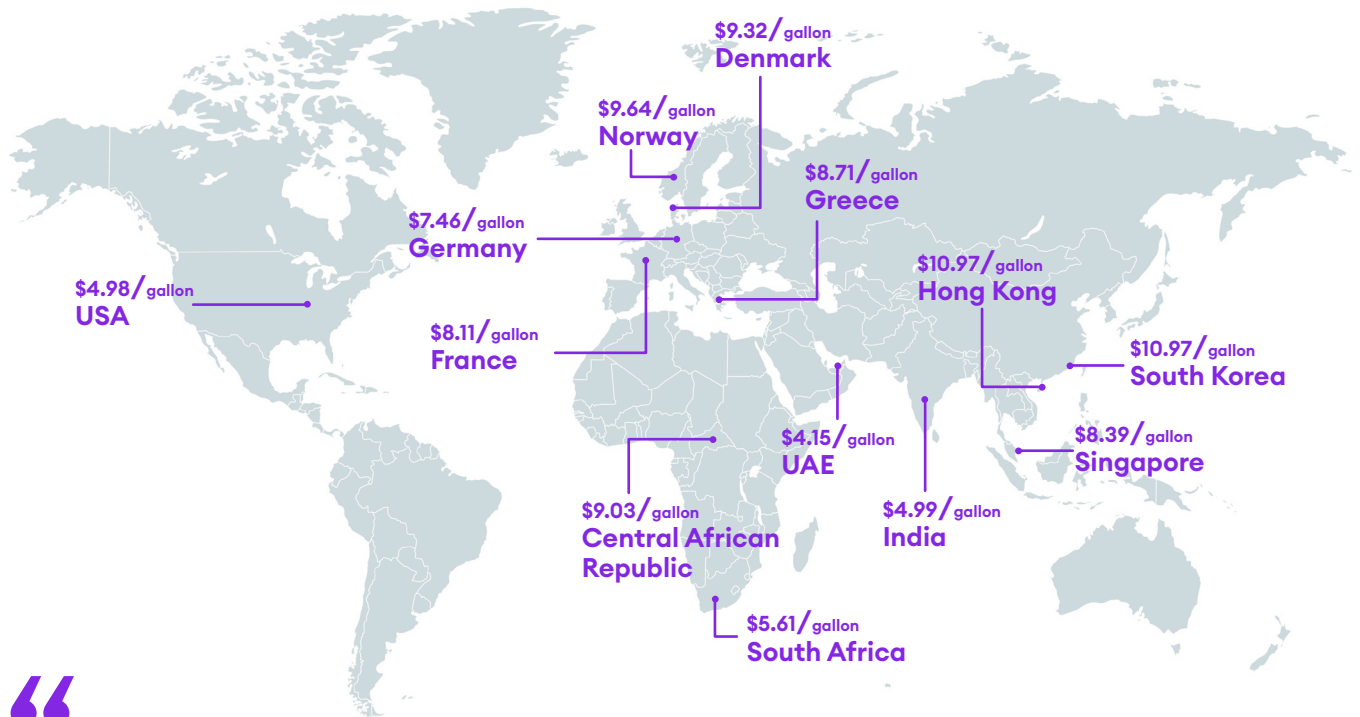 $9.32/gallon
Denmark
$9.64/gallon
Norway
$8.71/gallon
Greece
$7.46/gallon
Germany
$10.97/gallon
Hong Kong
$4.98/gallon
USA
$8.11/gallon
France
$10.97/gallon
South Korea
$4.15/gallon
UAE
$8.39/gallon
Singapore
$9.03/gallon
Central African
Republic
$4.99/gallon
India
$5.61/gallon
South Africa
“